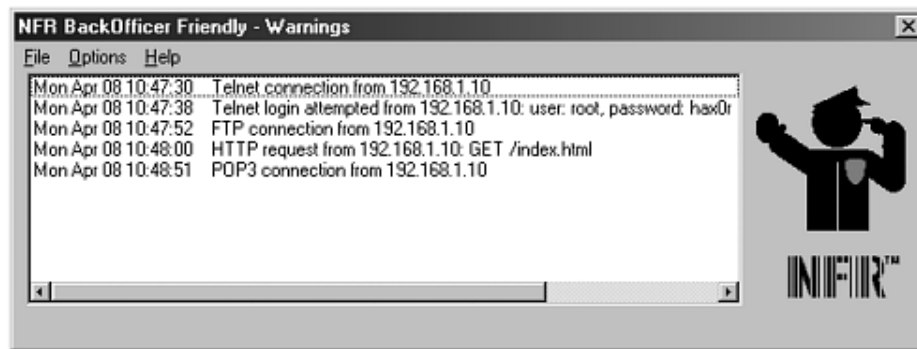 NFR BackOfficer Friendly - Warnings
File Options Help
Mon Apr 08 10:47:30 Telnet connection from 192.168.1.10
Mon Apr 08 10:47:38 Telnet login attempted from 192.168.1.10: user: root, password: hax0r
Mon Apr 08 10:47:52 FTP connection from 192.168.1.10
Mon Apr 08 10:48:00 HTTP request from 192.168.1.10: GET /index.html
Mon Apr 08 10:48:51 POP3 connection from 192.168.1.10
NFR™